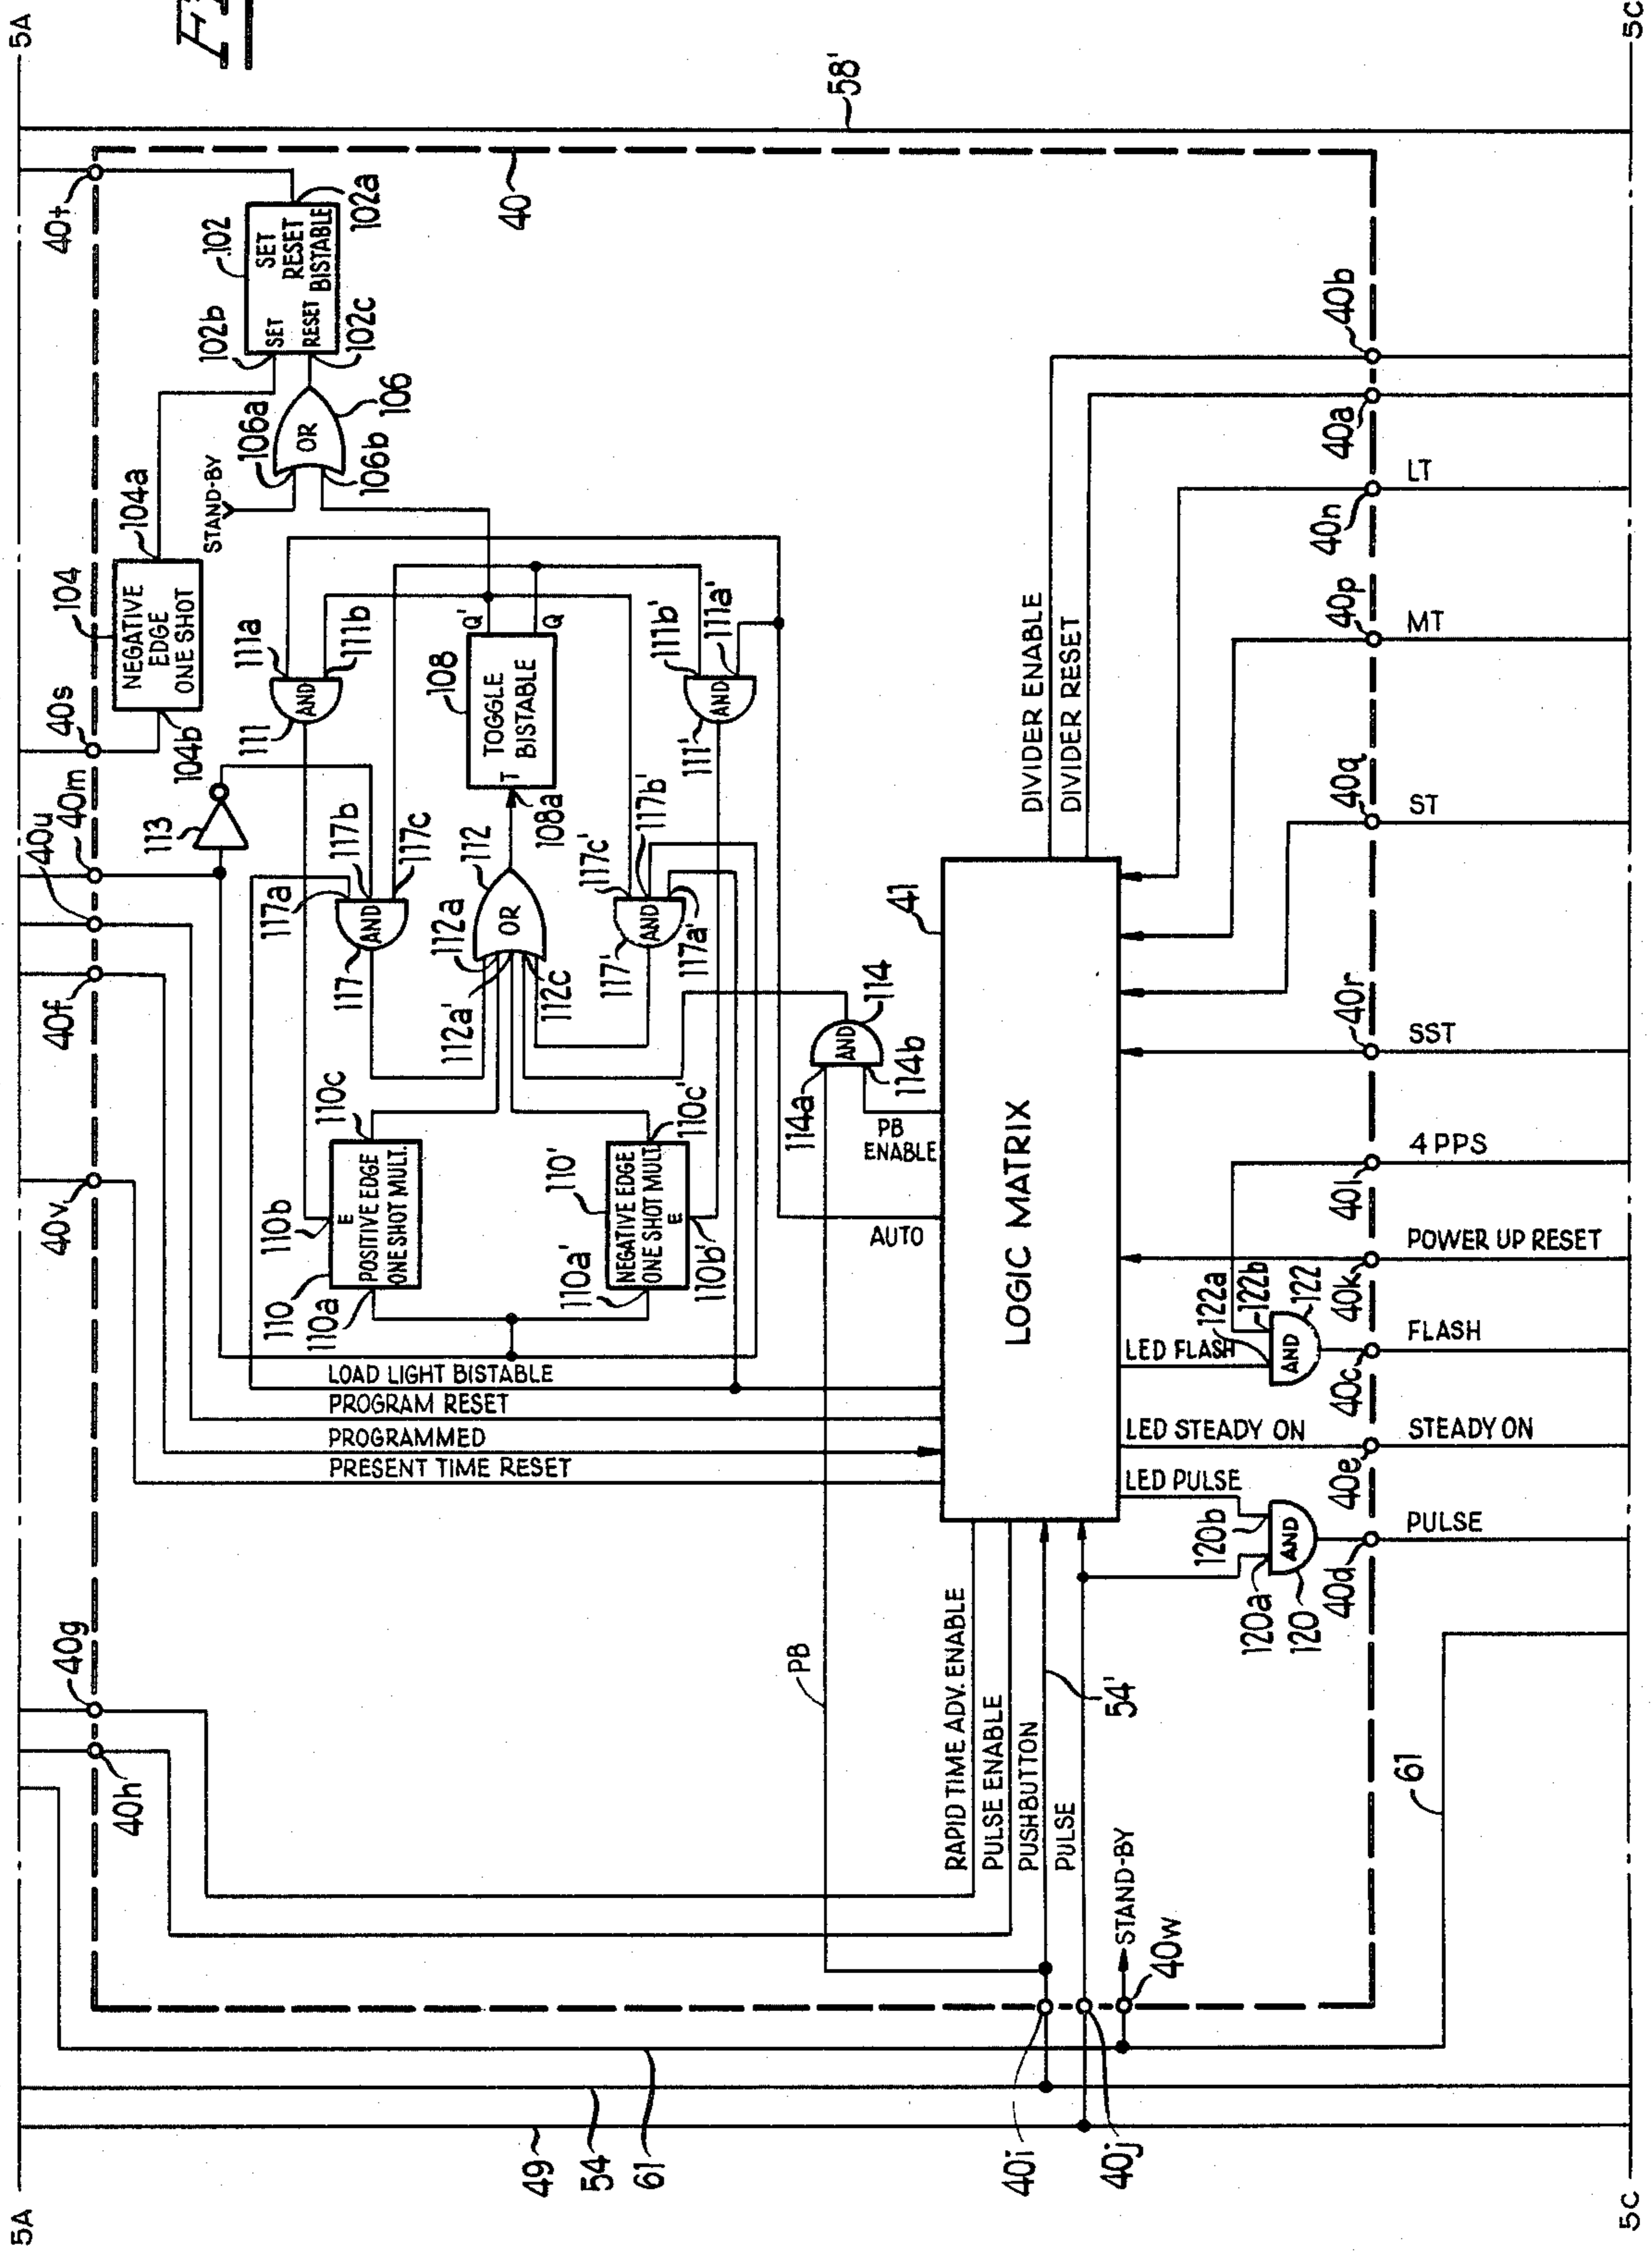 5A
5A
FI
58'
40t
40
102
102a
SET
RESET
BISTABLE
102b
SET
RESET
102c
106a
106
OR
106b
STAND-BY
104a
104
NEGATIVE
EDGE
ONE SHOT
104b
40s
40m
40u
40f
40v
40g
40h
113
111a
111b
AND
111
108
Q'
Q
TOGGLE
BISTABLE
T
108a
111b'
111a'
AND
111'
117a
117b
117c
AND
117
112
112a
OR
112a'
112c
117c'
117b'
AND
117'
117a'
110c
110b
E
POSITIVE EDGE
ONE SHOT MULT.
110
110a
110c'
110'
NEGATIVE EDGE
ONE SHOT MULT
E
110a'
110b'
114
AND
114a
114b
PB
ENABLE
AUTO
LOAD LIGHT BISTABLE
PROGRAM RESET
PROGRAMMED
PRESENT TIME RESET
41
LOGIC MATRIX
DIVIDER ENABLE
DIVIDER RESET
40b
40a
LT
40n
MT
40p
ST
40q
SST
40r
4 PPS
40l
POWER UP RESET
40k
FLASH
40c
STEADY ON
40e
PULSE
40d
LED FLASH
122a
122b
122
AND
LED STEADY ON
LED PULSE
120b
AND
120a
120
PB
RAPID TIME ADV. ENABLE
PULSE ENABLE
PUSHBUTTON
PULSE
54'
STAND-BY
40w
61
49
54
61
40i
40j
5C
5C